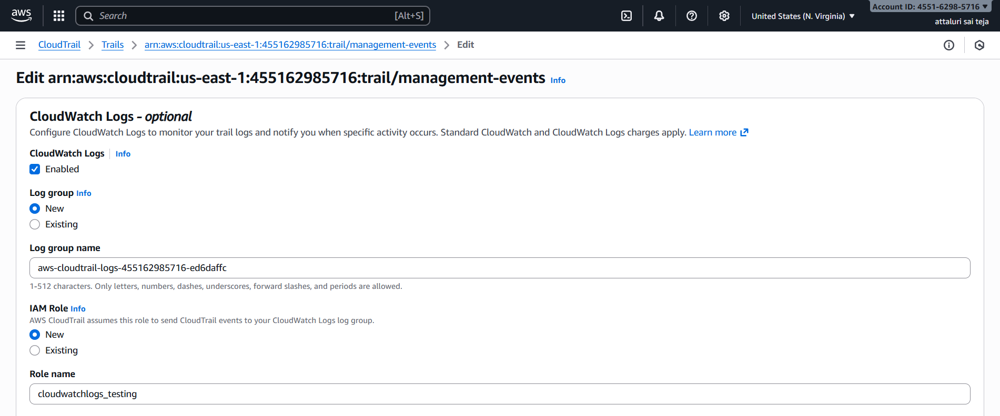 aws
Search [Alt+S]
United States (N. Virginia)
Account ID: 4551-6298-5716
attaluri sai teja
CloudTrail > Trails > arn:aws:cloudtrail:us-east-1:455162985716:trail/management-events > Edit
Edit arn:aws:cloudtrail:us-east-1:455162985716:trail/management-events Info
CloudWatch Logs - optional
Configure CloudWatch Logs to monitor your trail logs and notify you when specific activity occurs. Standard CloudWatch and CloudWatch Logs charges apply. Learn more
CloudWatch Logs Info
Enabled
Log group Info
New
Existing
Log group name
aws-cloudtrail-logs-455162985716-ed6daffc
1-512 characters. Only letters, numbers, dashes, underscores, forward slashes, and periods are allowed.
IAM Role Info
AWS CloudTrail assumes this role to send CloudTrail events to your CloudWatch Logs log group.
New
Existing
Role name
cloudwatchlogs_testing